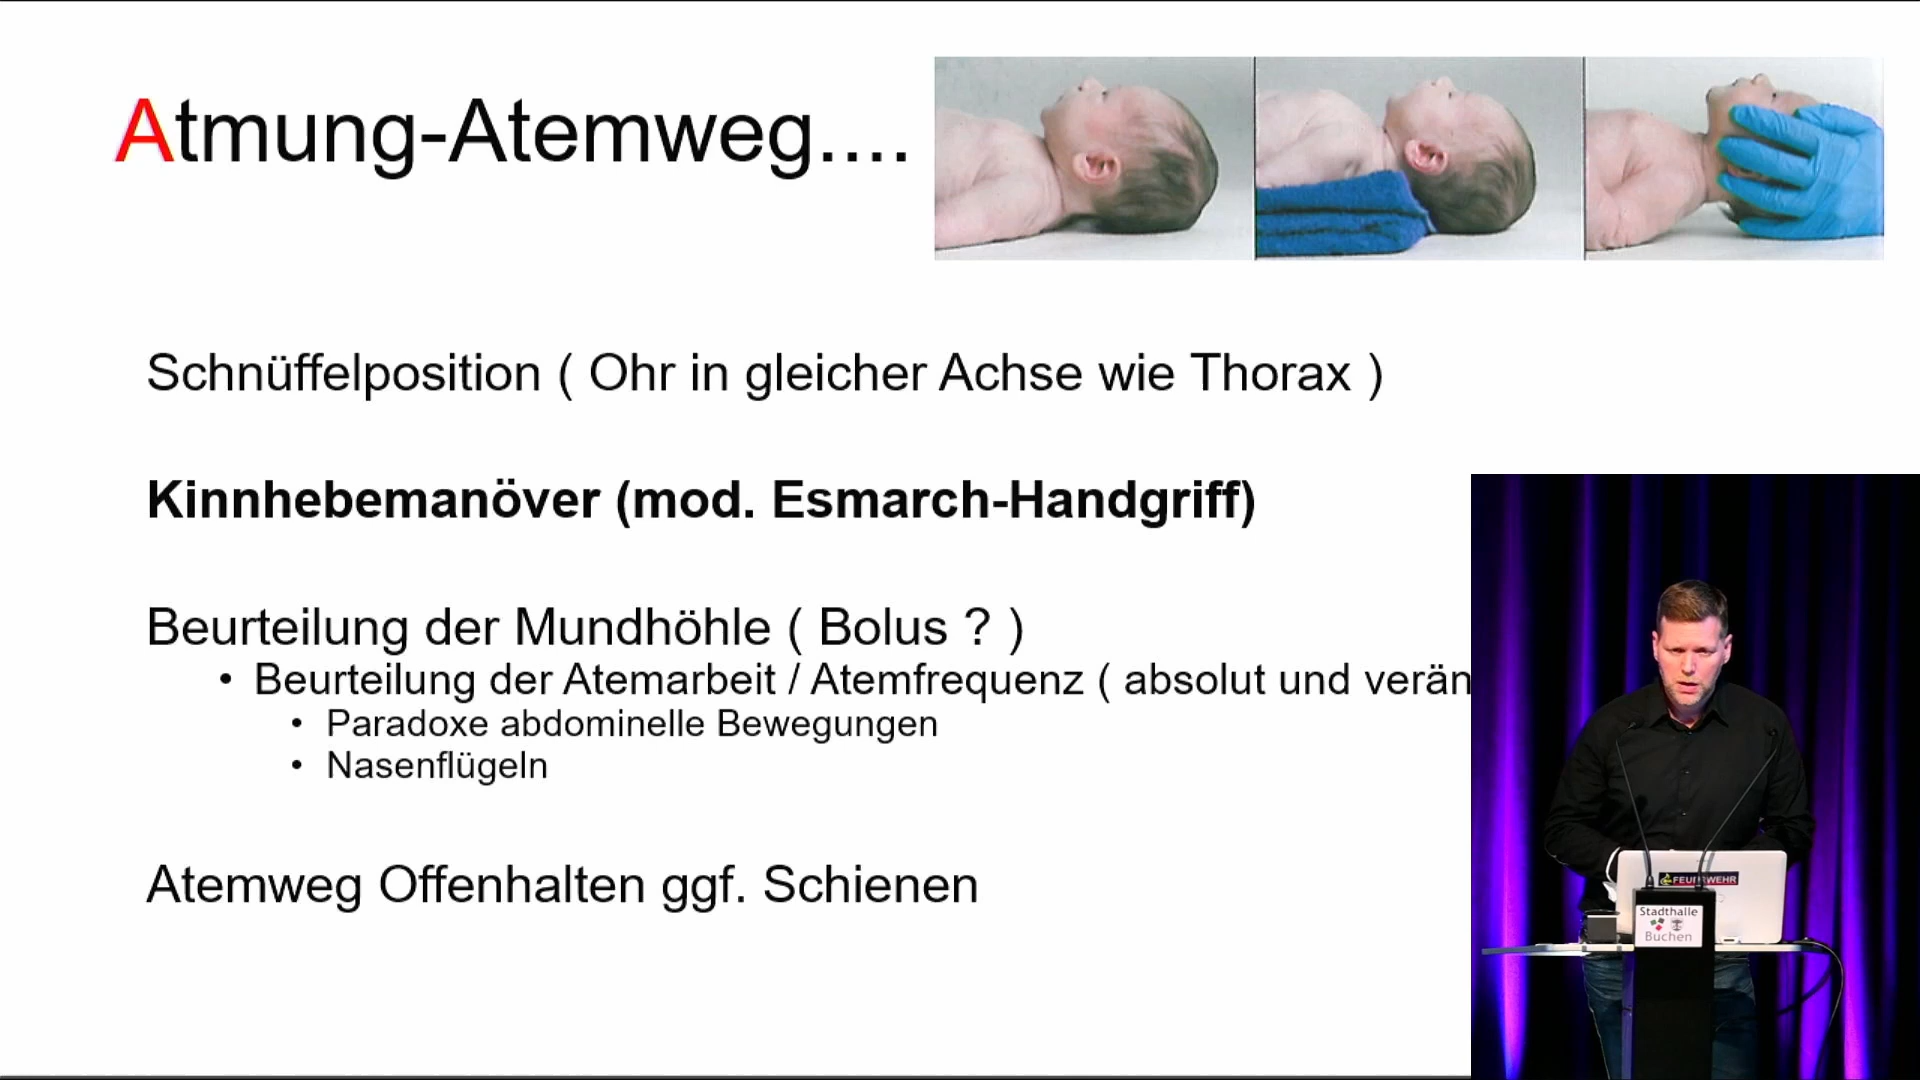 Atmung-Atemweg....
Schnüffelposition ( Ohr in gleicher Achse wie Thorax )
Kinnhebemanöver (mod. Esmarch-Handgriff)
Beurteilung der Mundhöhle ( Bolus ? )
• Beurteilung der Atemarbeit / Atemfrequenz ( absolut und verän
• Paradoxe abdominelle Bewegungen
• Nasenflügeln
Atemweg Offenhalten ggf. Schienen
FEUERWEHR
Stadthalle
Buchen